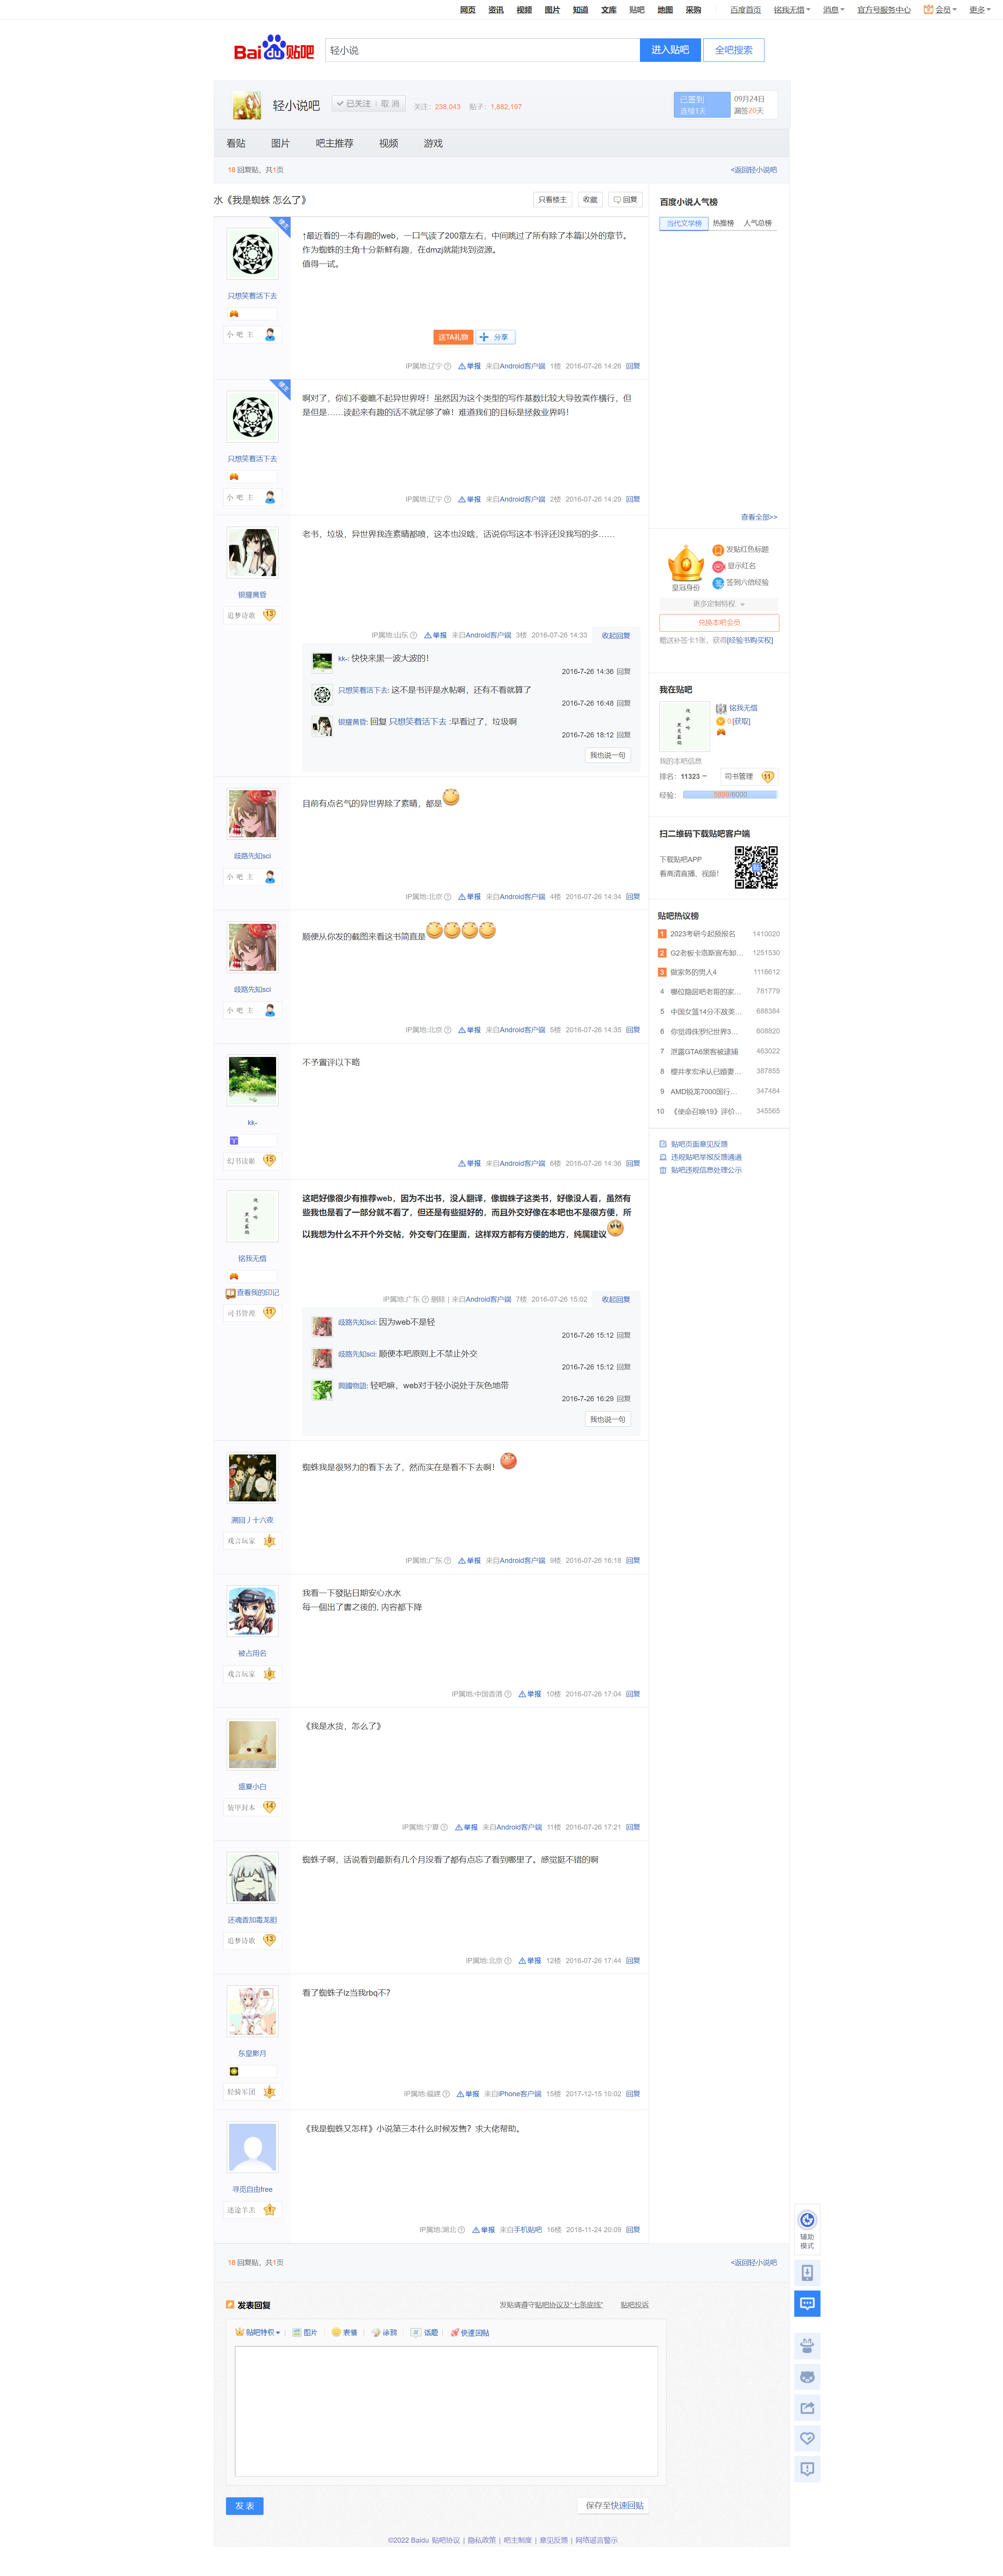 网页 资讯 视频 图片 知道 文库 贴吧 地图 采购 百度首页 铭我无惜 消息 官方号服务中心 会员 更多
Bai du 贴吧 轻小说 进入贴吧 全吧搜索
轻小说吧 已关注 | 取消 关注: 238,043 贴子: 1,882,197
已签到 连续1天 09月24日 漏签20天
看贴 图片 吧主推荐 视频 游戏
18 回复贴,共1页 <返回轻小说吧
水《我是蜘蛛 怎么了》 只看楼主 收藏 回复
楼主
只想笑着活下去
小吧主
↑最近看的一本有趣的web,一口气读了200章左右,中间跳过了所有除了本篇以外的章节。
作为蜘蛛的主角十分新鲜有趣,在dmzj就能找到资源。
值得一试。
送TA礼物 分享
IP属地:辽宁 举报 来自Android客户端 1楼 2016-07-26 14:26 回复
楼主
只想笑着活下去
小吧主
啊对了,你们不要瞧不起异世界呀!虽然因为这个类型的写作基数比较大导致粪作横行,但
是但是……读起来有趣的话不就足够了嘛!难道我们的目标是拯救业界吗!
IP属地:辽宁 举报 来自Android客户端 2楼 2016-07-26 14:29 回复
银耀黄昏
追梦诗歌 13
老书,垃圾,异世界我连素晴都喷,这本也没啥,话说你写这本书评还没我写的多……
IP属地:山东 举报 来自Android客户端 3楼 2016-07-26 14:33 收起回复
kk-: 快快来黑一波大波的!
2016-7-26 14:36 回复
只想笑着活下去: 这不是书评是水帖啊,还有不看就算了
2016-7-26 16:48 回复
银耀黄昏: 回复 只想笑着活下去 :早看过了,垃圾啊
2016-7-26 18:12 回复
我也说一句
歧路先知sci
小吧主
目前有点名气的异世界除了素晴,都是
IP属地:北京 举报 来自Android客户端 4楼 2016-07-26 14:34 回复
歧路先知sci
小吧主
顺便从你发的截图来看这书简直是
IP属地:北京 举报 来自Android客户端 5楼 2016-07-26 14:35 回复
kk-
幻书读姬 15
不予置评以下略
举报 来自Android客户端 6楼 2016-07-26 14:36 回复
铭我无惜
查看我的印记
司书管理 11
这吧好像很少有推荐web,因为不出书,没人翻译,像蜘蛛子这类书,好像没人看,虽然有
些我也是看了一部分就不看了,但还是有些挺好的,而且外交好像在本吧也不是很方便,所
以我想为什么不开个外交帖,外交专门在里面,这样双方都有方便的地方,纯属建议
IP属地:广东 删除 | 来自Android客户端 7楼 2016-07-26 15:02 收起回复
歧路先知sci: 因为web不是轻
2016-7-26 15:12 回复
歧路先知sci: 顺便本吧原则上不禁止外交
2016-7-26 15:12 回复
興國物語: 轻吧嘛,web对于轻小说处于灰色地带
2016-7-26 16:29 回复
我也说一句
溯回丿十六夜
戏言玩家 9
蜘蛛我是很努力的看下去了,然而实在是看不下去啊!
IP属地:广东 举报 来自Android客户端 9楼 2016-07-26 16:18 回复
被占用名
戏言玩家 9
我看一下發貼日期安心水水
每一個出了書之後的, 内容都下降
IP属地:中国香港 举报 10楼 2016-07-26 17:04 回复
盛夏小白
装甲封本 14
《我是水货,怎么了》
IP属地:宁夏 举报 来自Android客户端 11楼 2016-07-26 17:21 回复
还魂香加毒龙胆
追梦诗歌 13
蜘蛛子啊,话说看到最新有几个月没看了都有点忘了看到哪里了。感觉挺不错的啊
IP属地:北京 举报 12楼 2016-07-26 17:44 回复
东皇影月
轻骑军团 8
看了蜘蛛子lz当我rbq不?
IP属地:福建 举报 来自iPhone客户端 15楼 2017-12-15 10:02 回复
寻觅自由free
迷途羊羔 1
《我是蜘蛛又怎样》小说第三本什么时候发售?求大佬帮助。
IP属地:湖北 举报 来自手机贴吧 16楼 2018-11-24 20:09 回复
18 回复贴,共1页 <返回轻小说吧
百度小说人气榜
当代文学榜 热推榜 人气总榜
查看全部>>
皇冠身份
发贴红色标题
显示红名
签到六倍经验
更多定制特权
兑换本吧会员
赠送补签卡1张,获得[经验书购买权]
我在贴吧
铭我无惜
0 [获取]
我的本吧信息
排名: 11323 司书管理 11
经验: 5899/6000
扫二维码下载贴吧客户端
下载贴吧APP
看高清直播、视频!
贴吧热议榜
1 2023考研今起预报名 1410020
2 G2老板卡洛斯宣布卸... 1251530
3 做家务的男人4 1116612
4 哪位隐居吧老哥的家... 781779
5 中国女篮14分不敌美... 688384
6 你觉得侏罗纪世界3... 608820
7 泄露GTA6黑客被逮捕 463022
8 樱井孝宏承认已婚妻... 387855
9 AMD锐龙7000国行... 347484
10 《使命召唤19》评价... 345565
贴吧页面意见反馈
违规贴吧举报反馈通道
贴吧违规信息处理公示
辅助
模式
发表回复 发贴请遵守贴吧协议及“七条底线” 贴吧投诉
贴吧特权 图片 表情 涂鸦 话题 快速回贴
发 表 保存至快速回贴
©2022 Baidu 贴吧协议 | 隐私政策 | 吧主制度 | 意见反馈 | 网络谣言警示